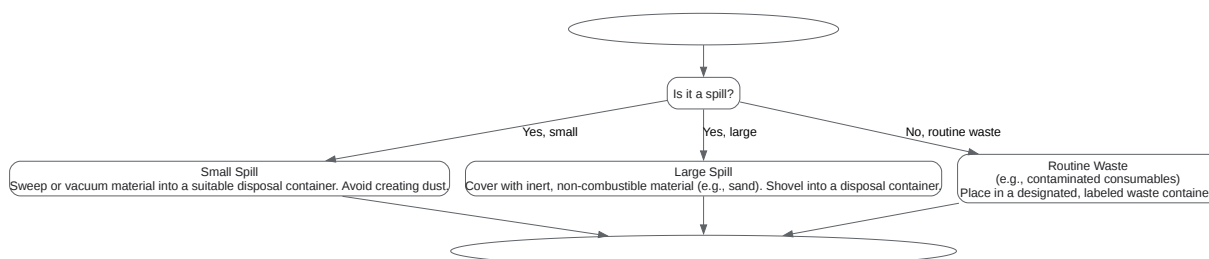 Is it a spill?
Yes, small
Yes, large
No, routine waste
Small Spill
Sweep or vacuum material into a suitable disposal container. Avoid creating dust.
Large Spill
Cover with inert, non-combustible material (e.g., sand). Shovel into a disposal container.
Routine Waste
(e.g., contaminated consumables)
Place in a designated, labeled waste